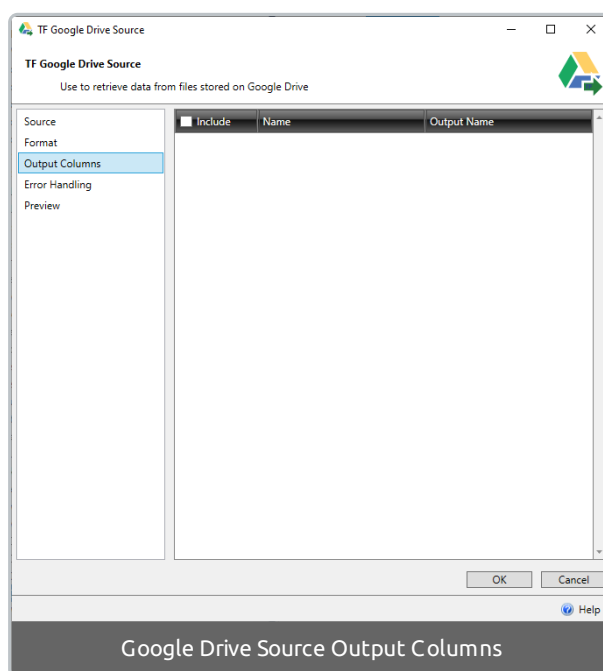 TF Google Drive Source
TF Google Drive Source
Use to retrieve data from files stored on Google Drive
Source
Format
Output Columns
Error Handling
Preview
Include Name Output Name
OK Cancel
Help
Google Drive Source Output Columns